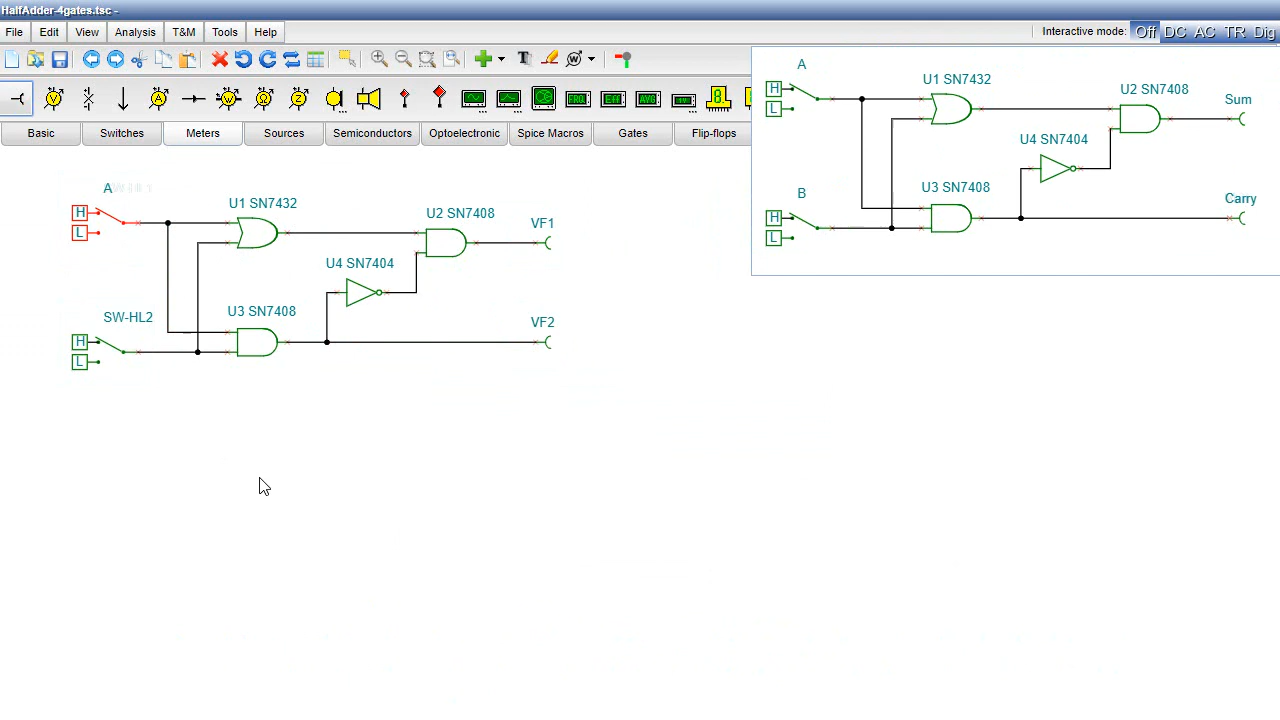 HalfAdder-4gates.tsc -
File Edit View Analysis T&M Tools Help
Interactive mode: Off DC AC TR Dig
Basic Switches Meters Sources Semiconductors Optoelectronic Spice Macros Gates Flip-flops
A
H
L
U1 SN7432
U2 SN7408
Sum
U4 SN7404
B
H
L
U3 SN7408
Carry
A
H
L
U1 SN7432
U2 SN7408
VF1
U4 SN7404
SW-HL2
H
L
U3 SN7408
VF2